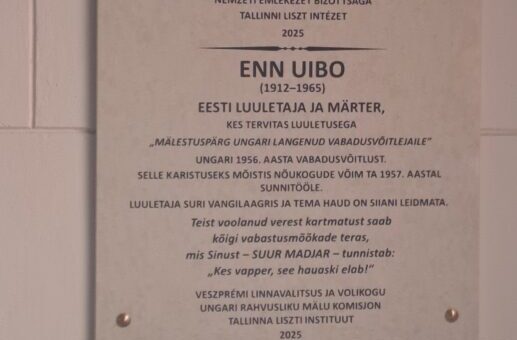 NEMZETI EMLÉKEZET BIZOTTSÁGA
TALLINNI LISZT INTÉZET
2025
ENN UIBO
(1912–1965)
EESTI LUULETAJA JA MÄRTER,
KES TERVITAS LUULETUSEGA
„MÄLESTUSPÄRG UNGARI LANGENUD VABADUSVÕITLEJAILE”
UNGARI 1956. AASTA VABADUSVÕITLUST.
SELLE KARISTUSEKS MÕISTIS NÕUKOGUDE VÕIM TA 1957. AASTAL
SUNNITÖÖLE.
LUULETAJA SURI VANGILAAGRIS JA TEMA HAUD ON SIIANI LEIDMATA.
Teist voolanud verest kartmatust saab
kõigi vabastusmõõkade teras,
mis Sinust – SUUR MADJAR – tunnistab:
„Kes vapper, see hauaski elab!”
VESZPRÉMI LINNAVALITSUS JA VOLIKOGU
UNGARI RAHVUSLIKU MÄLU KOMISJON
TALLINNA LISZTI INSTITUUT
2025